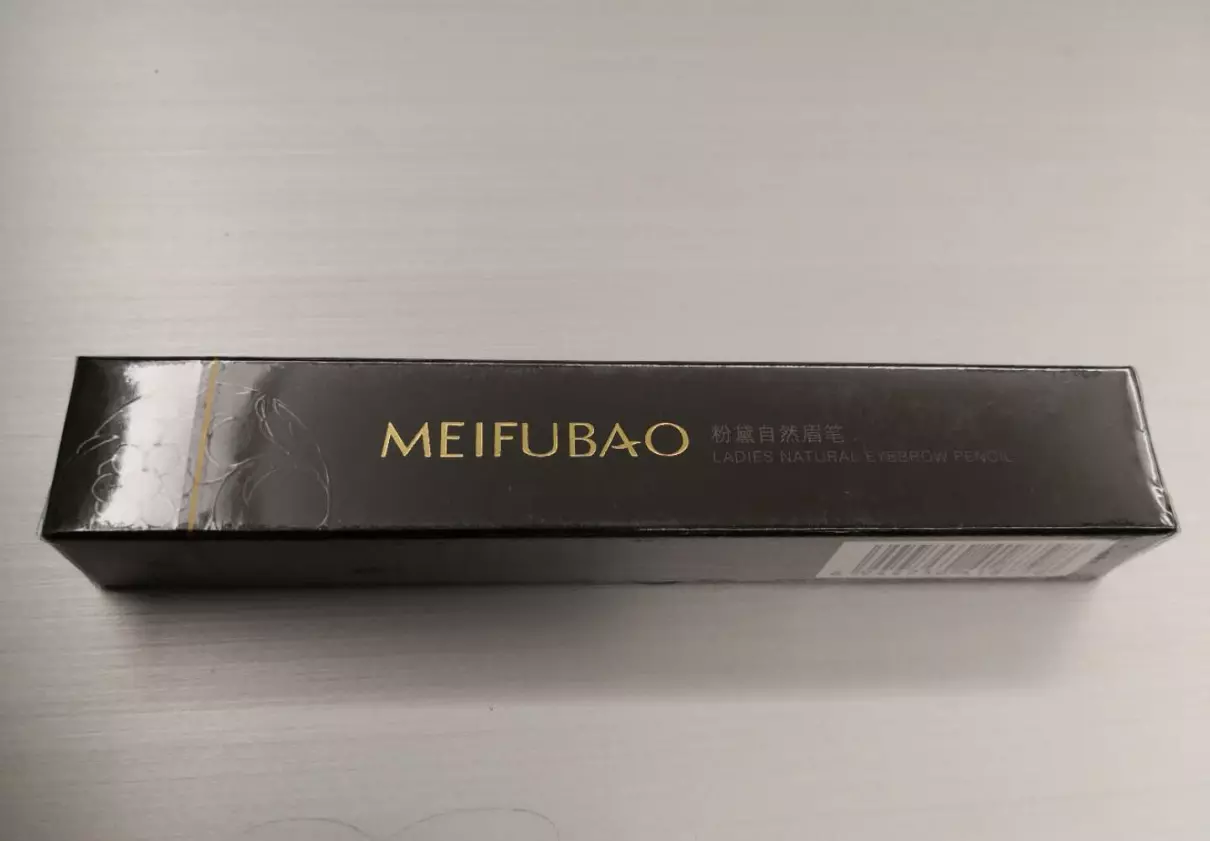 MEIFUBAO
粉黛自然眉笔
LADIES NATURAL EYEBROW PENCIL